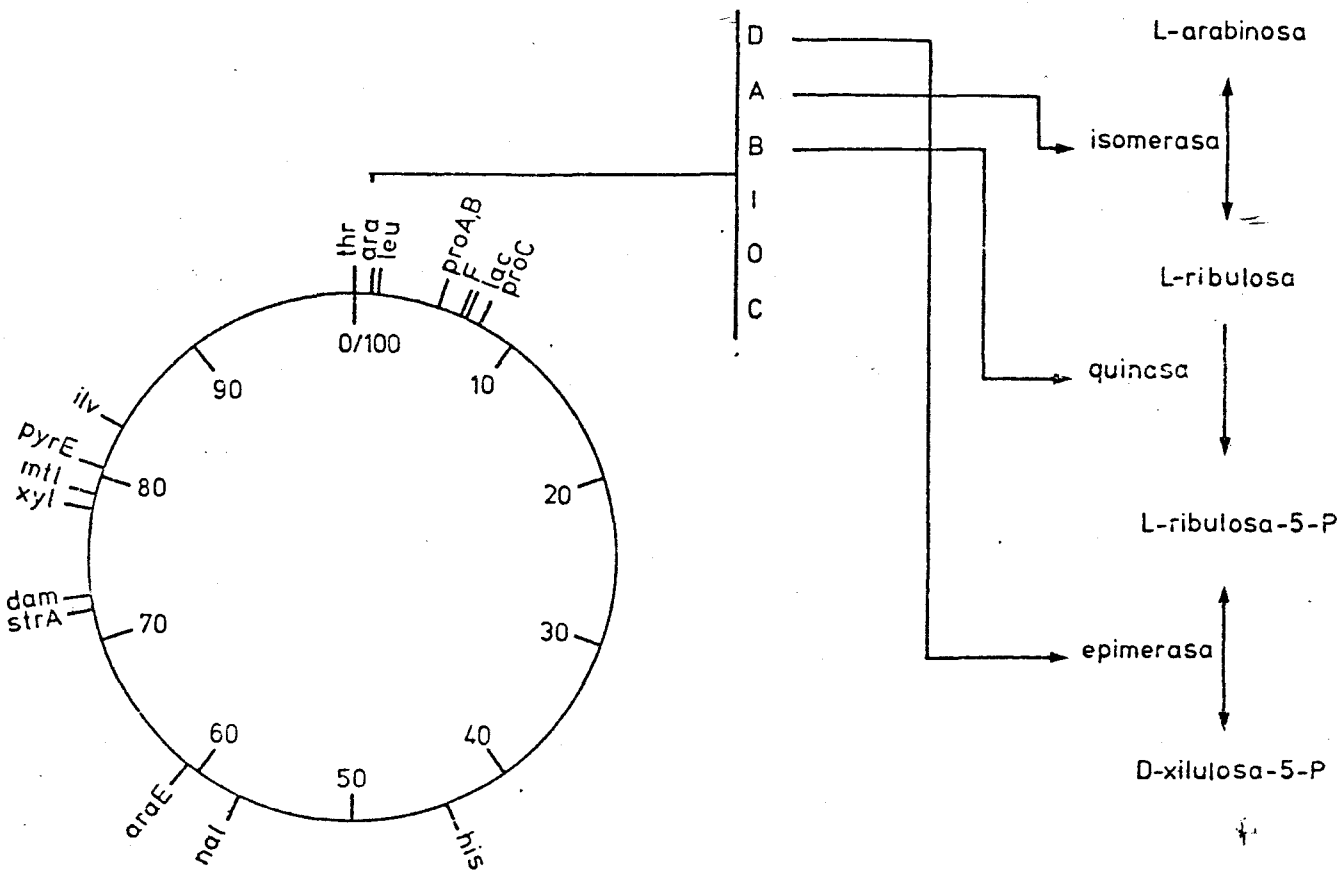 D
A
B
I
O
C
L-arabinosa
isomerasa
L-ribulosa
quinasa
L-ribulosa-5-P
epimerasa
D-xilulosa-5-P
thr
ara
leu
proA,B
F
lac
proC
0/100
10
20
30
40
50
60
70
80
90
his
nal
araE
strA
dam
xyl
mtl
pyrE
ilv